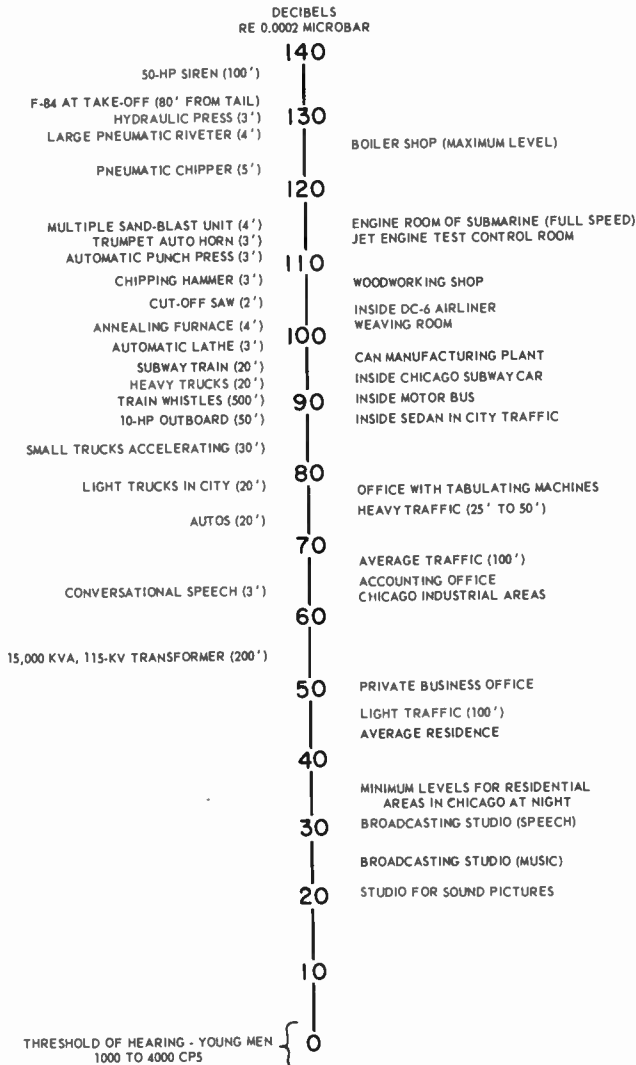 DECIBELS
RE 0.0002 MICROBAR
140
50-HP SIREN (100')
F-84 AT TAKE-OFF (80' FROM TAIL)
HYDRAULIC PRESS (3')
130
LARGE PNEUMATIC RIVETER (4')
BOILER SHOP (MAXIMUM LEVEL)
PNEUMATIC CHIPPER (5')
120
MULTIPLE SAND-BLAST UNIT (4')
ENGINE ROOM OF SUBMARINE (FULL SPEED)
TRUMPET AUTO HORN (3')
JET ENGINE TEST CONTROL ROOM
AUTOMATIC PUNCH PRESS (3')
110
CHIPPING HAMMER (3')
WOODWORKING SHOP
CUT-OFF SAW (2')
INSIDE DC-6 AIRLINER
ANNEALING FURNACE (4')
WEAVING ROOM
100
AUTOMATIC LATHE (3')
CAN MANUFACTURING PLANT
SUBWAY TRAIN (20')
INSIDE CHICAGO SUBWAY CAR
HEAVY TRUCKS (20')
TRAIN WHISTLES (500')
90
INSIDE MOTOR BUS
10-HP OUTBOARD (50')
INSIDE SEDAN IN CITY TRAFFIC
SMALL TRUCKS ACCELERATING (30')
80
LIGHT TRUCKS IN CITY (20')
OFFICE WITH TABULATING MACHINES
HEAVY TRAFFIC (25' TO 50')
AUTOS (20')
70
AVERAGE TRAFFIC (100')
ACCOUNTING OFFICE
CONVERSATIONAL SPEECH (3')
CHICAGO INDUSTRIAL AREAS
60
15,000 KVA, 115-KV TRANSFORMER (200')
50
PRIVATE BUSINESS OFFICE
LIGHT TRAFFIC (100')
AVERAGE RESIDENCE
40
MINIMUM LEVELS FOR RESIDENTIAL
AREAS IN CHICAGO AT NIGHT
30
BROADCASTING STUDIO (SPEECH)
BROADCASTING STUDIO (MUSIC)
20
STUDIO FOR SOUND PICTURES
10
THRESHOLD OF HEARING - YOUNG MEN
1000 TO 4000 CPS
0